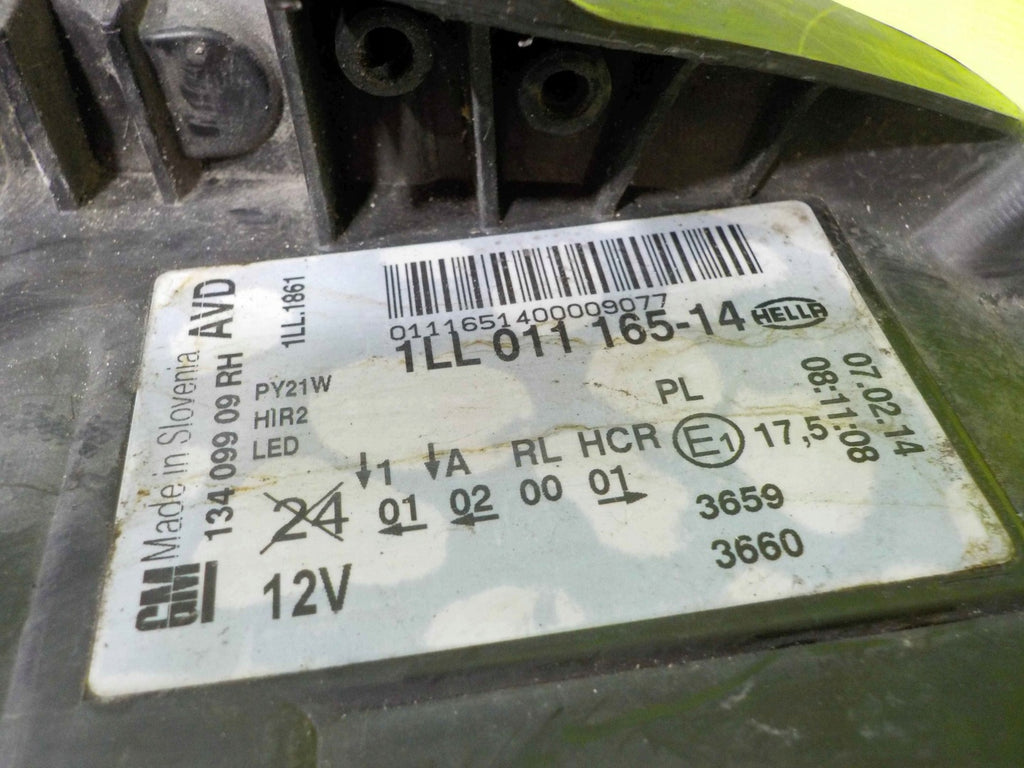 0111651400009077
1LL 011 165-14 HELLA
GM Made in Slovenia
134 099 09 RH AVD
1LL.1861
PY21W
HIR2
LED
PL
1 A RL HCR E1 17,5
24 01 02 00 01
12V
3659
3660
07.02.14
08:11:08